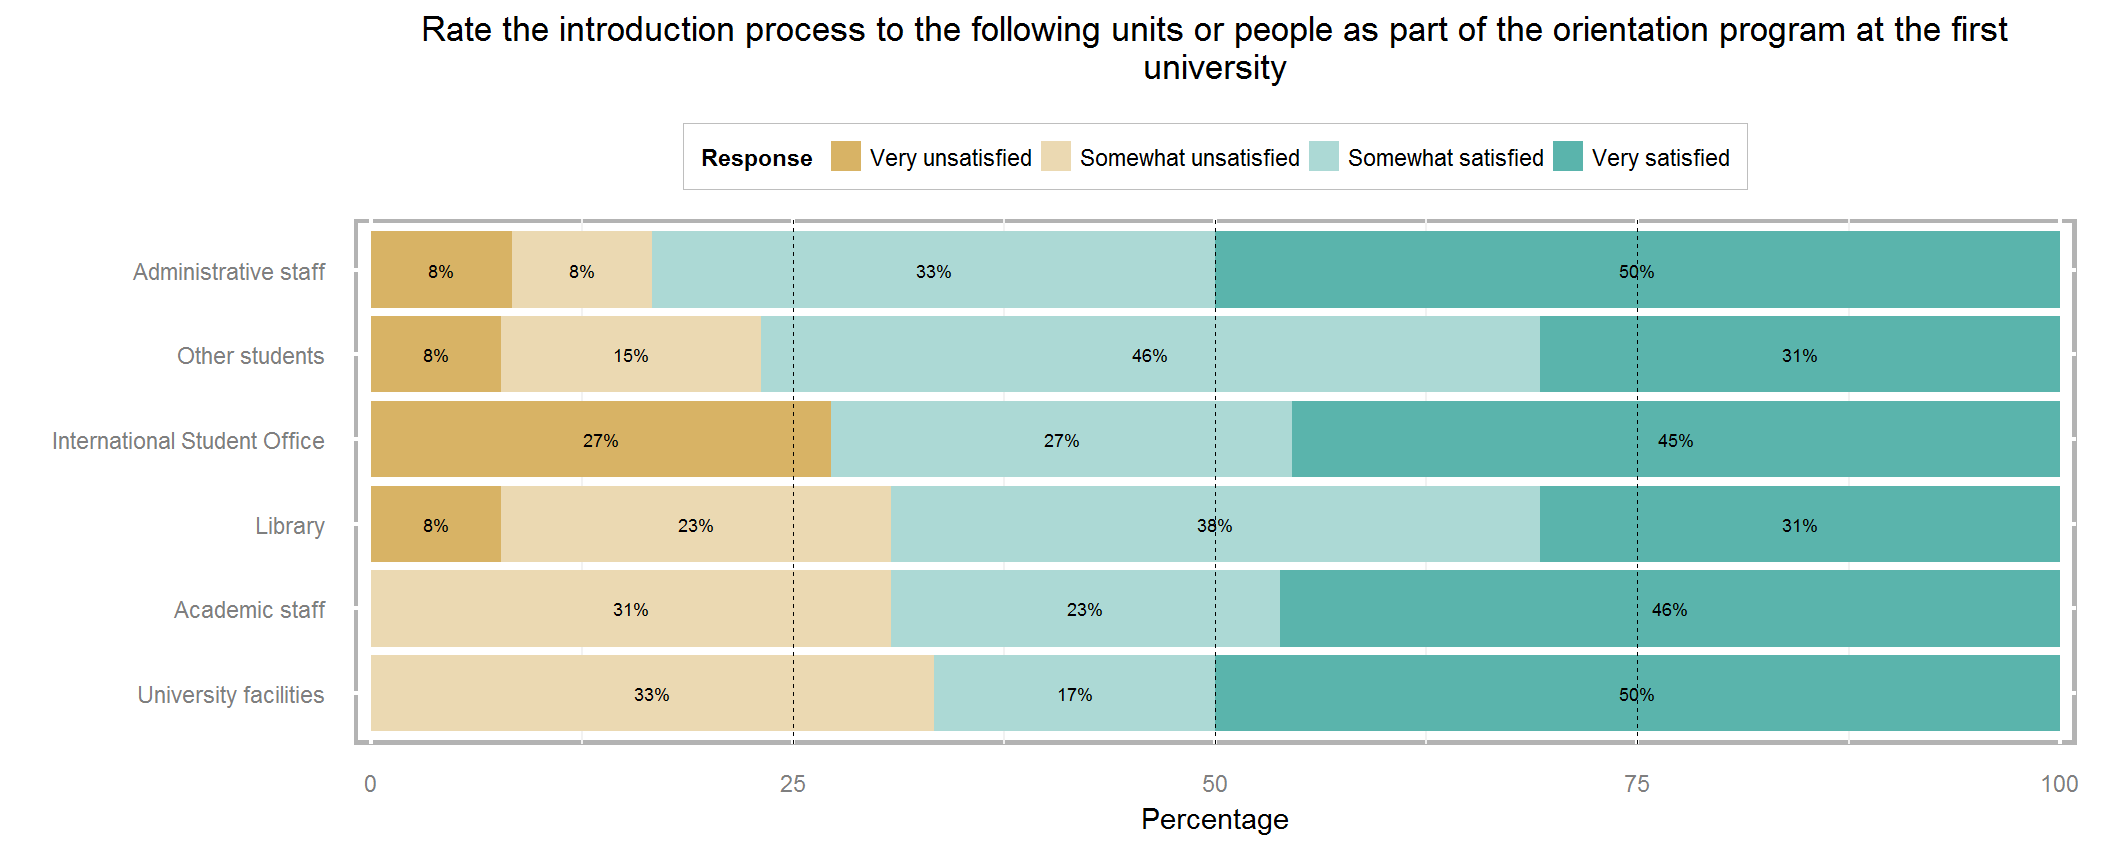 Rate the introduction process to the following units or people as part of the orientation program at the first
university
Response Very unsatisfied Somewhat unsatisfied Somewhat satisfied Very satisfied
Administrative staff 8% 8% 33% 50%
Other students 8% 15% 46% 31%
International Student Office 27% 27% 45%
Library 8% 23% 38% 31%
Academic staff 31% 23% 46%
University facilities 33% 17% 50%
0 25 50 75 100
Percentage